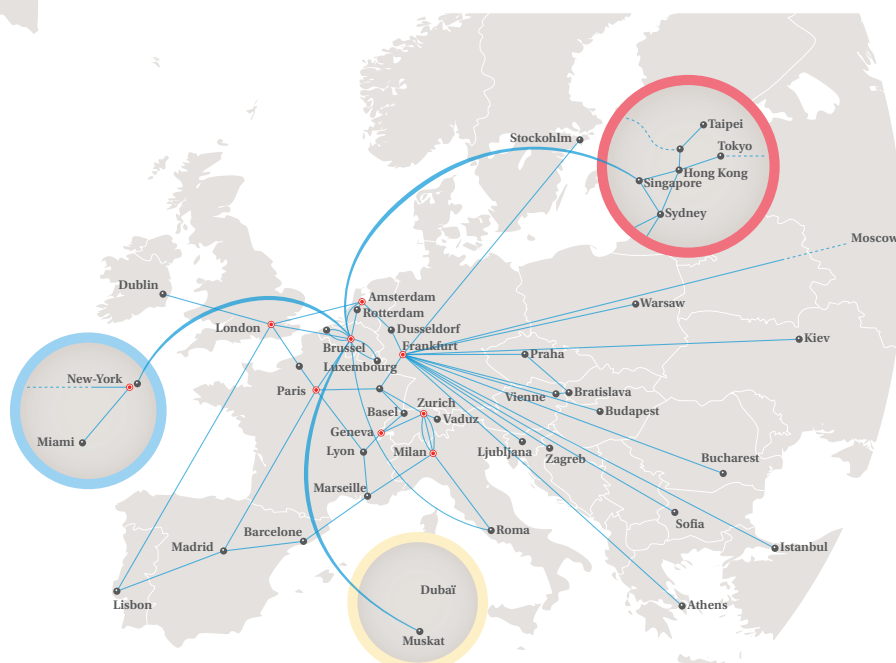 Stockohlm
Taipei
Tokyo
Hong Kong
Singapore
Sydney
Moscow
Dublin
Amsterdam
Rotterdam
London
Dusseldorf
Warsaw
Brussel
Frankfurt
Kiev
Praha
Luxembourg
New-York
Paris
Vienne
Bratislava
Zurich
Basel
Vaduz
Budapest
Geneva
Miami
Lyon
Milan
Ljubljana
Zagreb
Bucharest
Marseille
Sofia
Barcelone
Roma
Madrid
Istanbul
Dubaï
Lisbon
Athens
Muskat